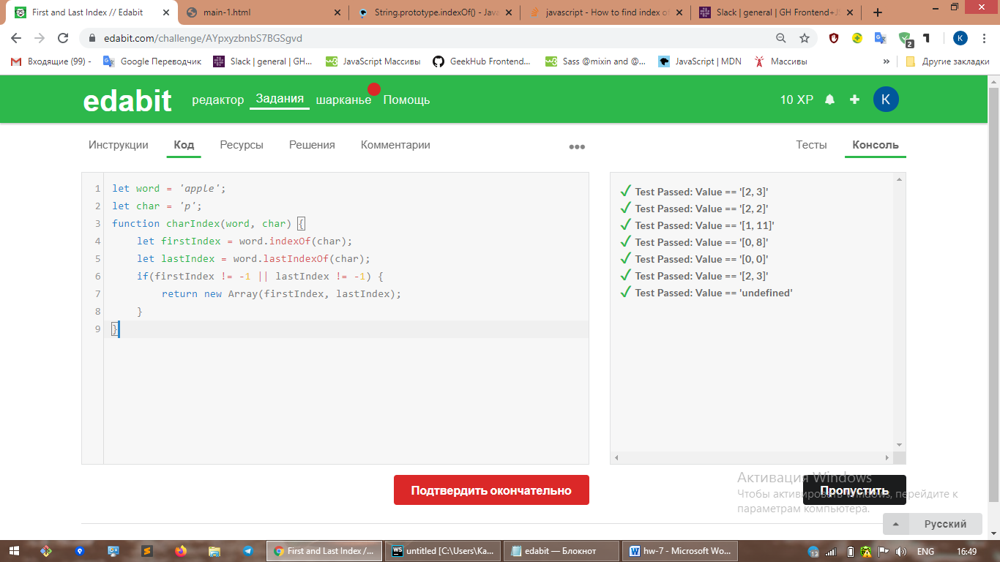 First and Last Index // Edabit
main-1.html
String.prototype.indexOf() - Java
javascript - How to find index of
Slack | general | GH Frontend+J
edabit.com/challenge/AYpxyzbnbS7BGSgvd
2
K
Входящие (99) -
Google Переводчик
Slack | general | GH...
JavaScript Массивы
GeekHub Frontend...
Sass @mixin and @...
JavaScript | MDN
Массивы
»
Другие закладки
edabit
редактор
Задания
шарканье
Помощь
10 XP
K
Инструкции
Код
Ресурсы
Решения
Комментарии
Тесты
Консоль
1 let word = 'apple';
2 let char = 'p';
3 function charIndex(word, char) {
4 let firstIndex = word.indexOf(char);
5 let lastIndex = word.lastIndexOf(char);
6 if(firstIndex != -1 || lastIndex != -1) {
7 return new Array(firstIndex, lastIndex);
8 }
9 }
Test Passed: Value == '[2, 3]'
Test Passed: Value == '[2, 2]'
Test Passed: Value == '[1, 11]'
Test Passed: Value == '[0, 8]'
Test Passed: Value == '[0, 0]'
Test Passed: Value == '[2, 3]'
Test Passed: Value == 'undefined'
Подтвердить окончательно
Пропустить
Активация Windows
Чтобы активировать Windows, перейдите к
параметрам компьютера.
Русский
First and Last Index /...
WS
untitled [C:\Users\Ka...
edabit — Блокнот
hw-7 - Microsoft Wo...
13
ENG
16:49